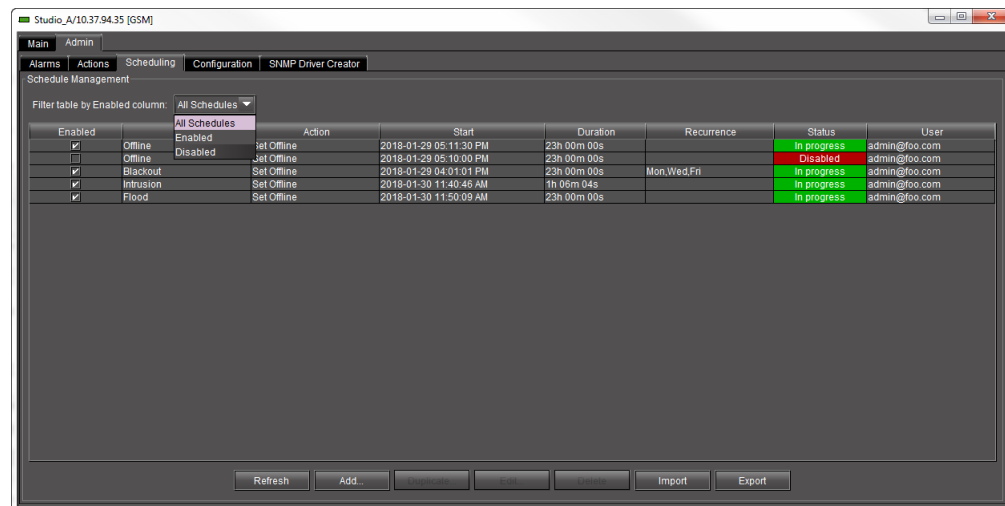 Studio_A/10.37.94.35 [GSM]
Main Admin
Alarms Actions Scheduling Configuration SNMP Driver Creator
Schedule Management
Filter table by Enabled column: All Schedules
All Schedules
Enabled
Disabled
Enabled Action Start Duration Recurrence Status User
Offline Set Offline 2018-01-29 05:11:30 PM 23h 00m 00s In progress admin@foo.com
Offline Set Offline 2018-01-29 05:10:00 PM 23h 00m 00s Disabled admin@foo.com
Blackout Set Offline 2018-01-29 04:01:01 PM 23h 00m 00s Mon,Wed,Fri In progress admin@foo.com
Intrusion Set Offline 2018-01-30 11:40:46 AM 1h 06m 04s In progress admin@foo.com
Flood Set Offline 2018-01-30 11:50:09 AM 23h 00m 00s In progress admin@foo.com
Refresh Add... Duplicate... Edit... Delete Import Export